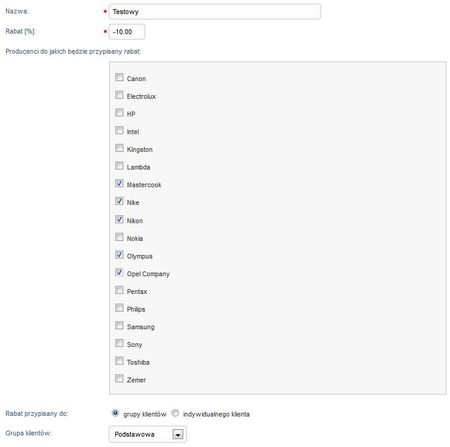 Nazwa: * Testowy
Rabat [%]: * -10.00
Producenci do jakich będzie przypisany rabat:
Canon
Electrolux
HP
Intel
Kingston
Lambda
Mastercook
Nike
Nikon
Nokia
Olympus
Opel Company
Pentax
Philips
Samsung
Sony
Toshiba
Zemer
Rabat przypisany do: grupy klientów indywidualnego klienta
Grupa klientów: Podstawowa